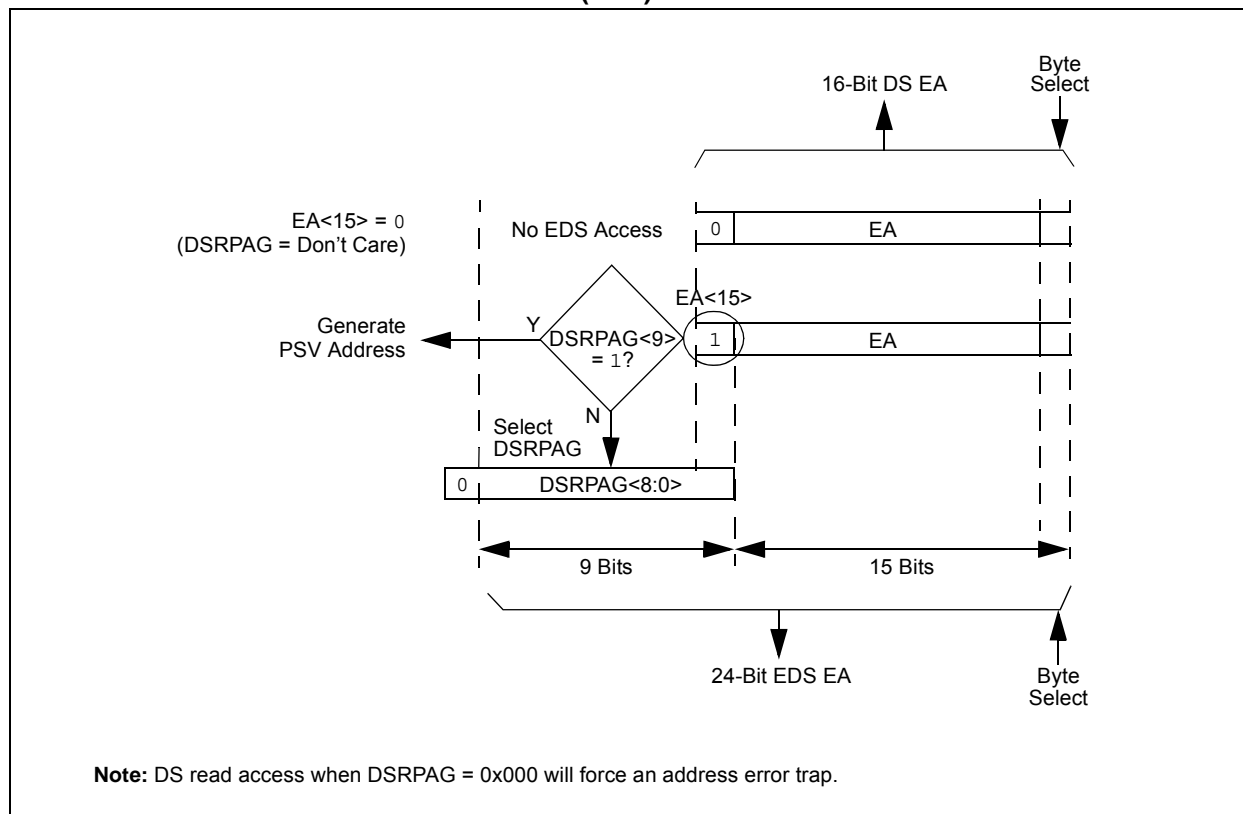 16-Bit DS EA
Byte
Select
EA<15> = 0
(DSRPAG = Don't Care)
No EDS Access
0
EA
EA<15>
Generate
PSV Address
Y
DSRPAG<9>
= 1?
1
EA
N
Select
DSRPAG
0
DSRPAG<8:0>
9 Bits
15 Bits
24-Bit EDS EA
Byte
Select
Note: DS read access when DSRPAG = 0x000 will force an address error trap.